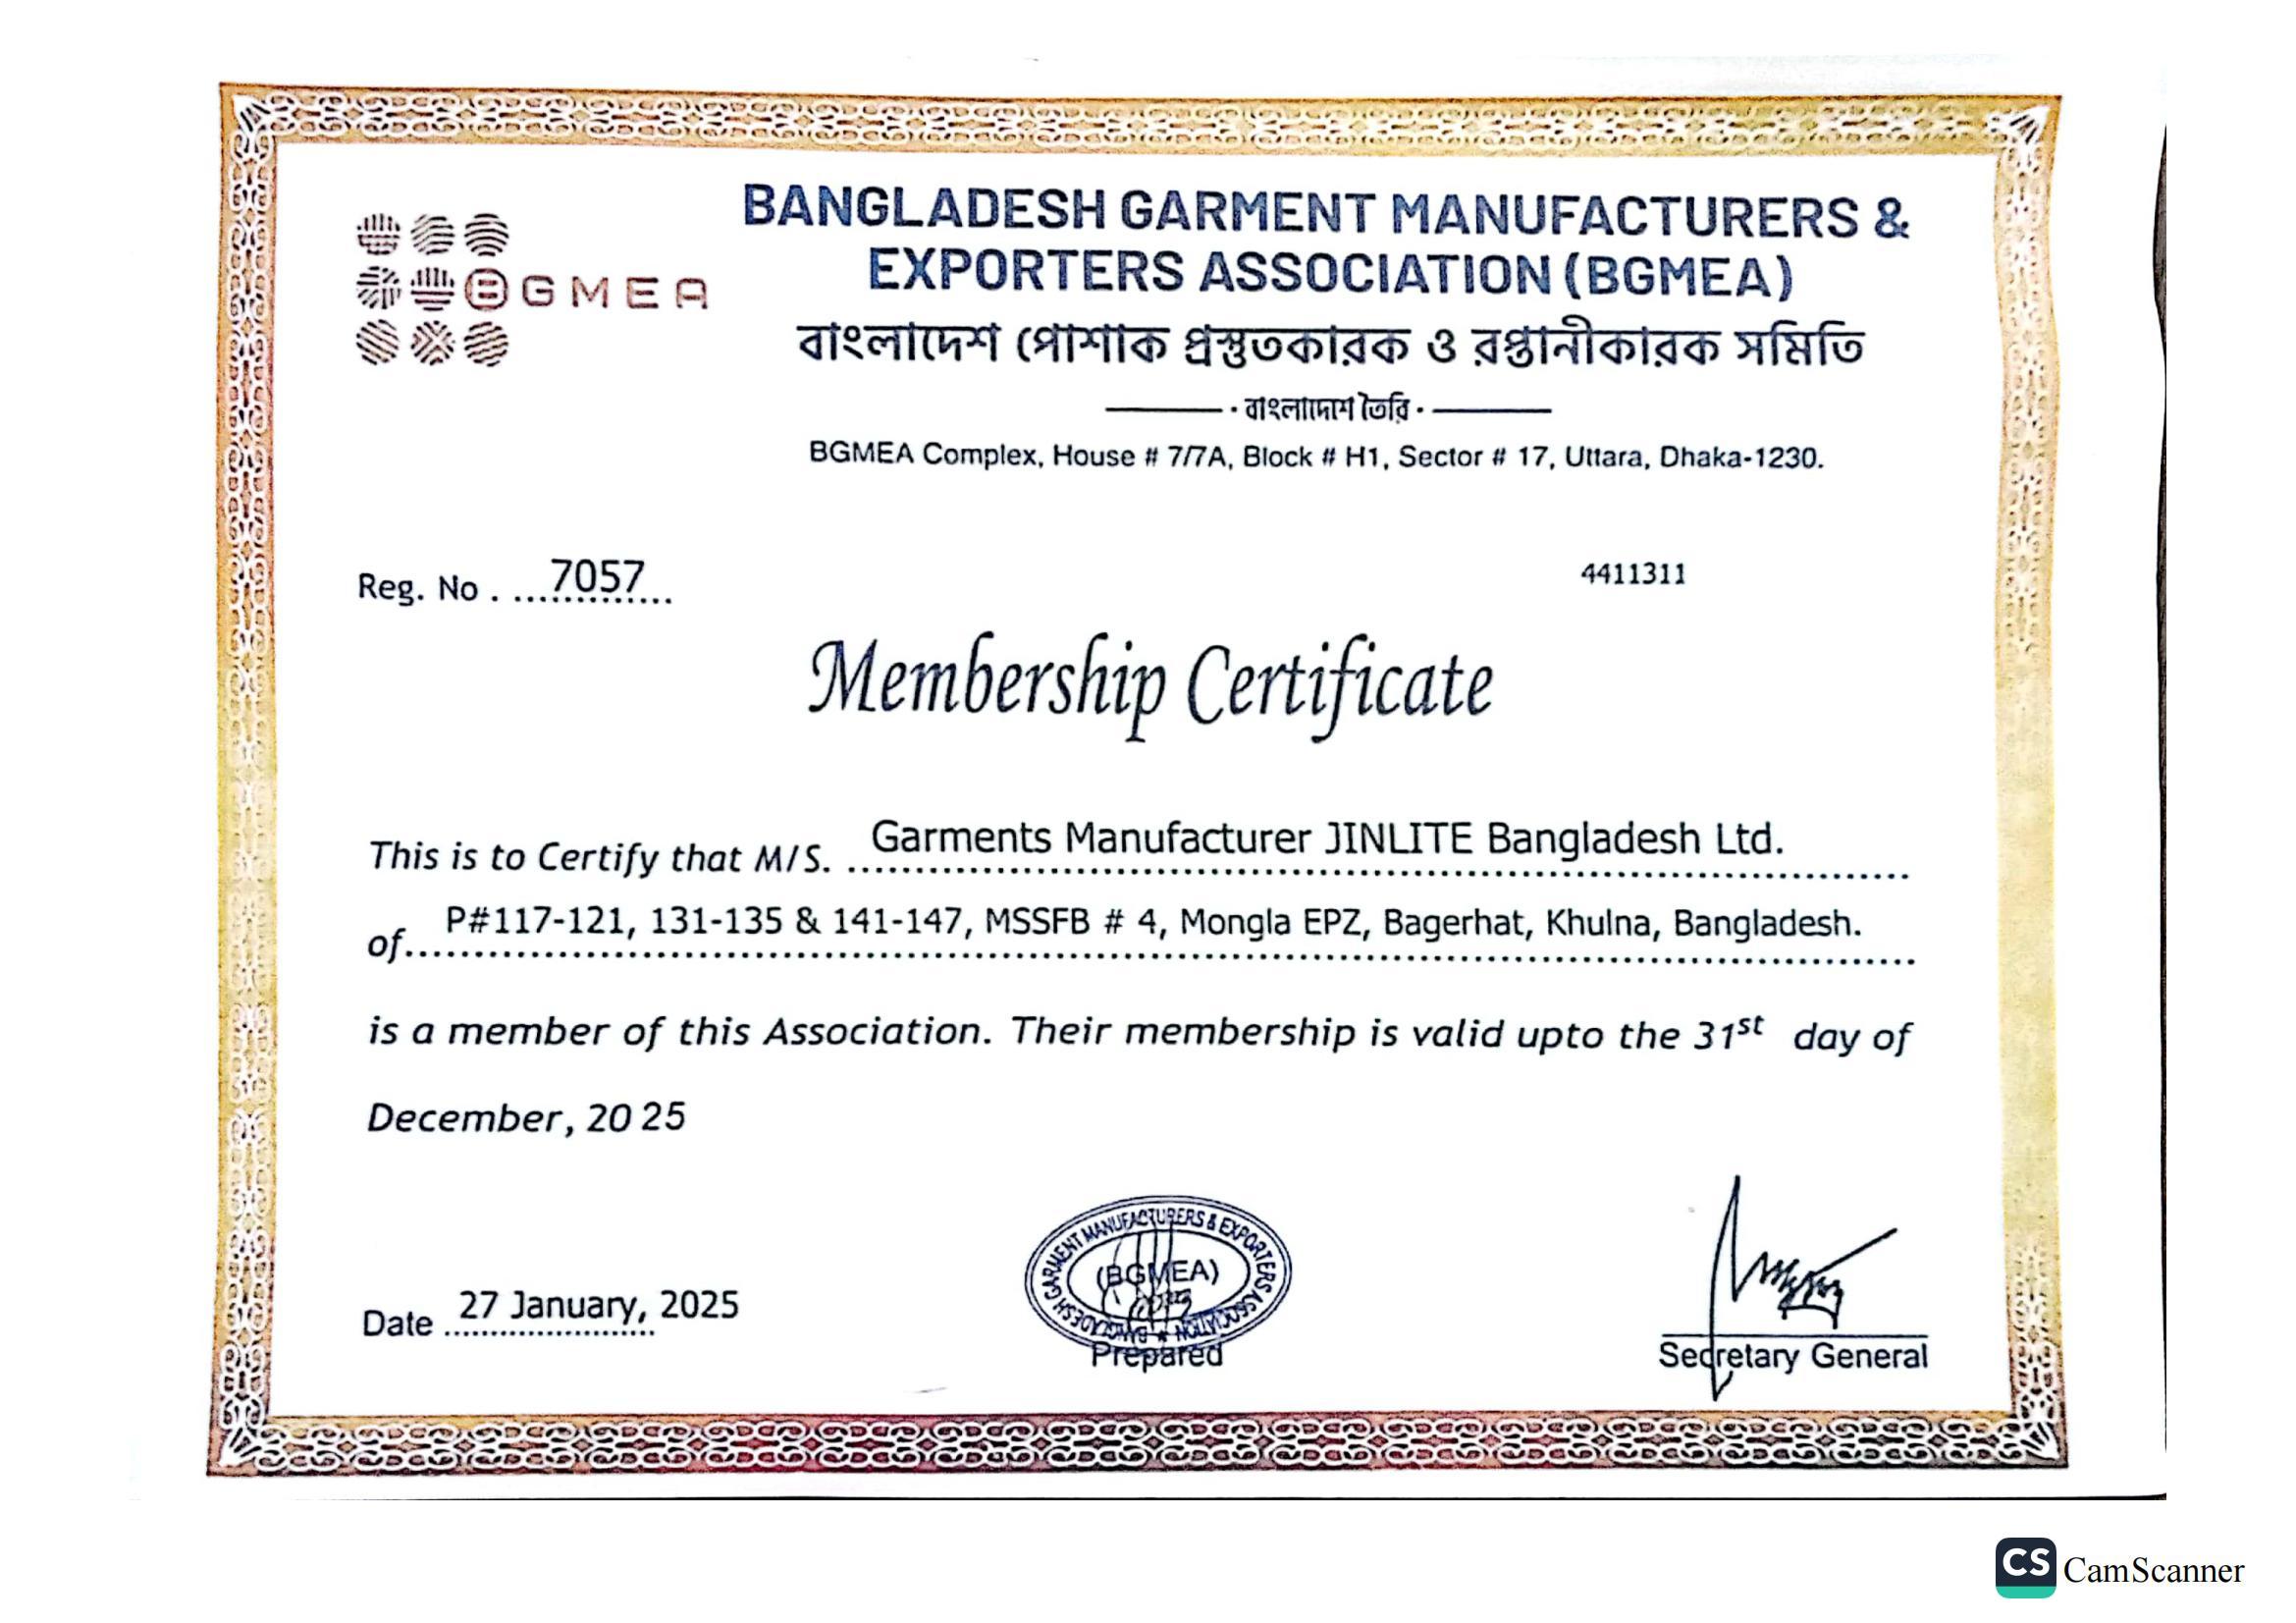 BANGLADESH GARMENT MANUFACTURERS &
EXPORTERS ASSOCIATION (BGMEA)
BGMEA
বাংলাদেশ পোশাক প্রস্তুতকারক ও রপ্তানীকারক সমিতি
· বাংলাদেশে তৈরি ·
BGMEA Complex, House # 7/7A, Block # H1, Sector # 17, Uttara, Dhaka-1230.
Reg. No . ...7057...
4411311
Membership Certificate
This is to Certify that M/S. Garments Manufacturer JINLITE Bangladesh Ltd.
of P#117-121, 131-135 & 141-147, MSSFB # 4, Mongla EPZ, Bagerhat, Khulna, Bangladesh.
is a member of this Association. Their membership is valid upto the 31st day of
December, 20 25
BANGLADESH GARMENT MANUFACTURERS & EXPORTERS ASSOCIATION
(BGMEA)
Date 27 January, 2025
Prepared
Secretary General
CS CamScanner